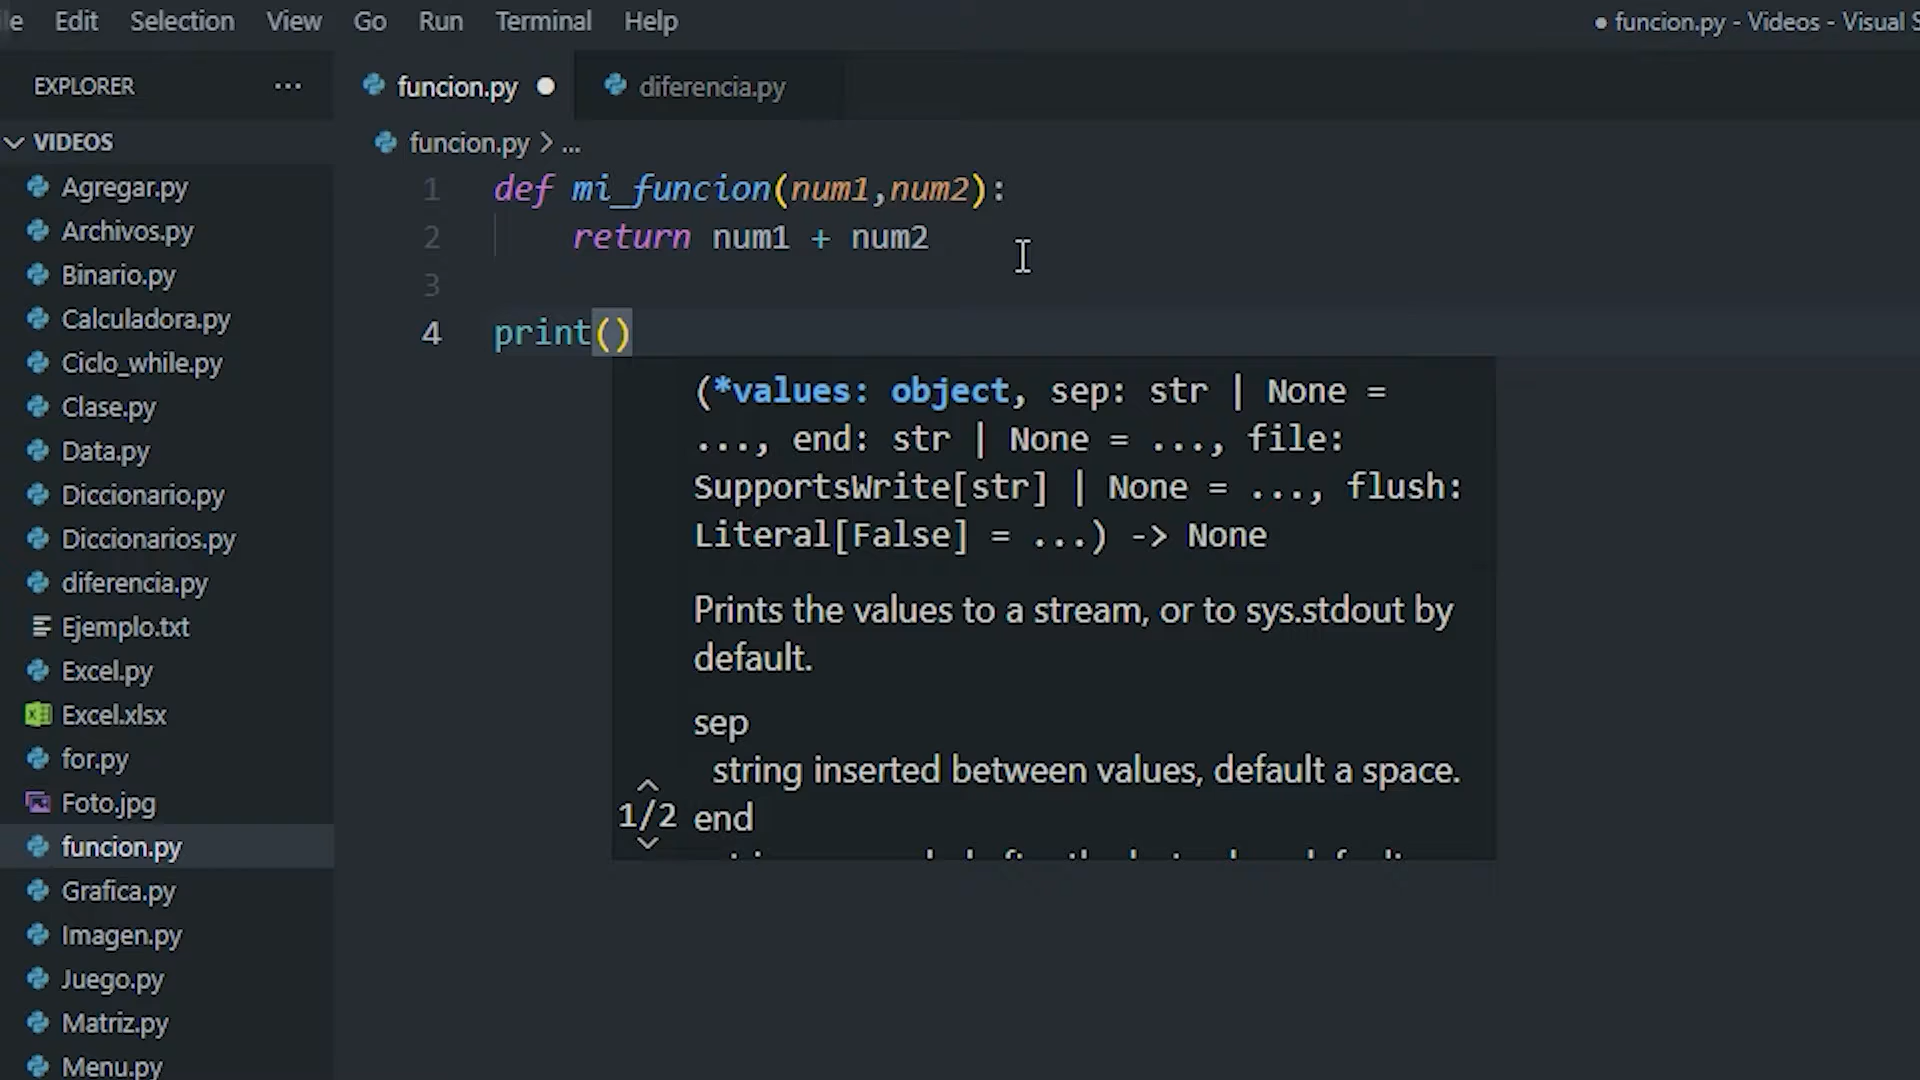 Edit Selection View Go Run Terminal Help
funcion.py - Videos - Visual
EXPLORER ...
funcion.py
diferencia.py
VIDEOS
funcion.py > ...
Agregar.py
Archivos.py
Binario.py
Calculadora.py
Ciclo_while.py
Clase.py
Data.py
Diccionario.py
Diccionarios.py
diferencia.py
Ejemplo.txt
Excel.py
Excel.xlsx
for.py
Foto.jpg
funcion.py
Grafica.py
Imagen.py
Juego.py
Matriz.py
Menu.py
1 def mi_funcion(num1,num2):
2 return num1 + num2
3
4 print()
(*values: object, sep: str | None =
..., end: str | None = ..., file:
SupportsWrite[str] | None = ..., flush:
Literal[False] = ...) -> None
Prints the values to a stream, or to sys.stdout by
default.
sep
string inserted between values, default a space.
1/2
end